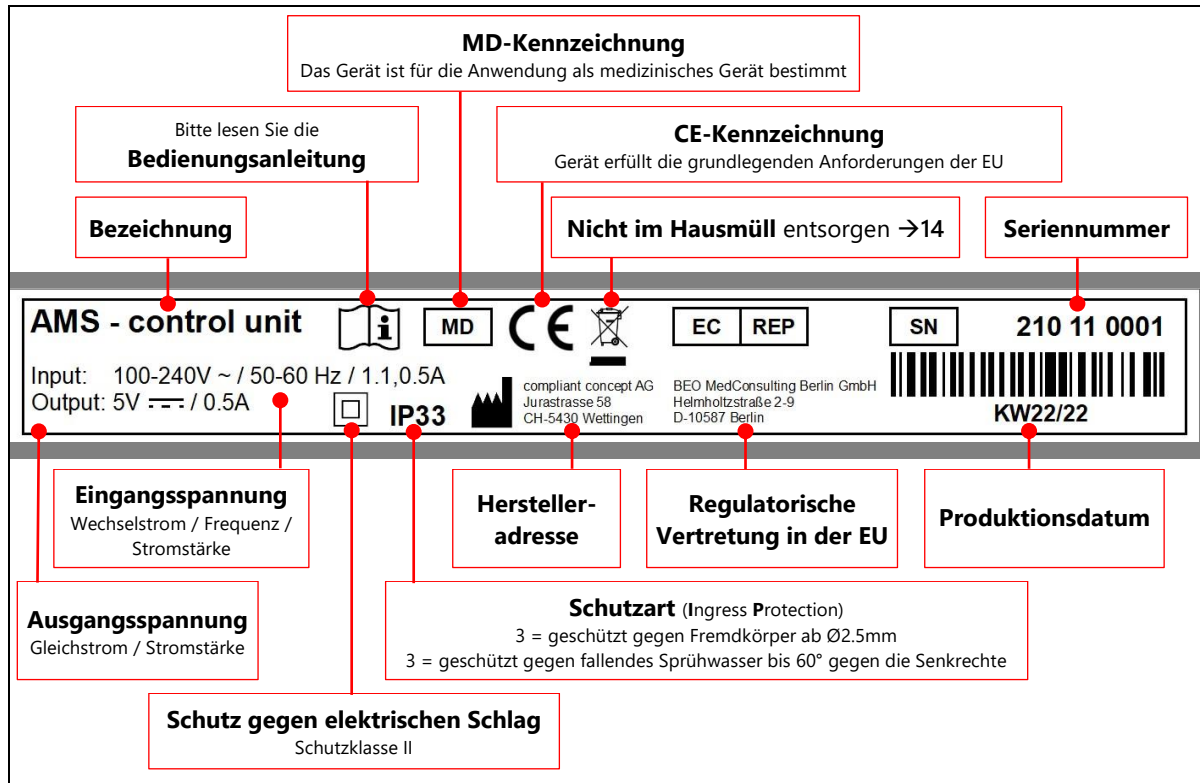 MD-Kennzeichnung
Das Gerät ist für die Anwendung als medizinisches Gerät bestimmt
Bitte lesen Sie die
Bedienungsanleitung
CE-Kennzeichnung
Gerät erfüllt die grundlegenden Anforderungen der EU
Bezeichnung
Nicht im Hausmüll entsorgen →14
Seriennummer
AMS - control unit
i
MD
CE
EC REP
SN
210 11 0001
Input: 100-240V ~ / 50-60 Hz / 1.1,0.5A
Output: 5V ⎓ / 0.5A
IP33
compliant concept AG
Jurastrasse 58
CH-5430 Wettingen
BEO MedConsulting Berlin GmbH
Helmholtzstraße 2-9
D-10587 Berlin
KW22/22
Eingangsspannung
Wechselstrom / Frequenz /
Stromstärke
Hersteller-
adresse
Regulatorische
Vertretung in der EU
Produktionsdatum
Ausgangsspannung
Gleichstrom / Stromstärke
Schutzart (Ingress Protection)
3 = geschützt gegen Fremdkörper ab Ø2.5mm
3 = geschützt gegen fallendes Sprühwasser bis 60° gegen die Senkrechte
Schutz gegen elektrischen Schlag
Schutzklasse II